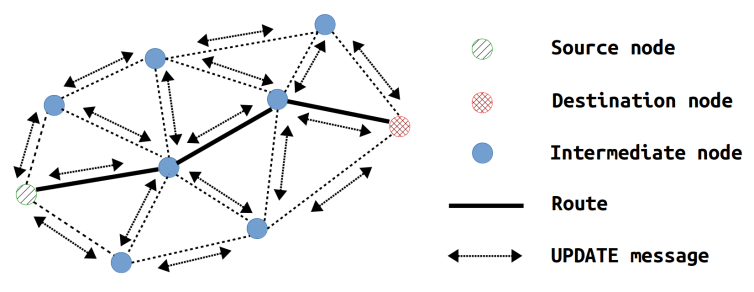 Source node
Destination node
Intermediate node
Route
UPDATE message